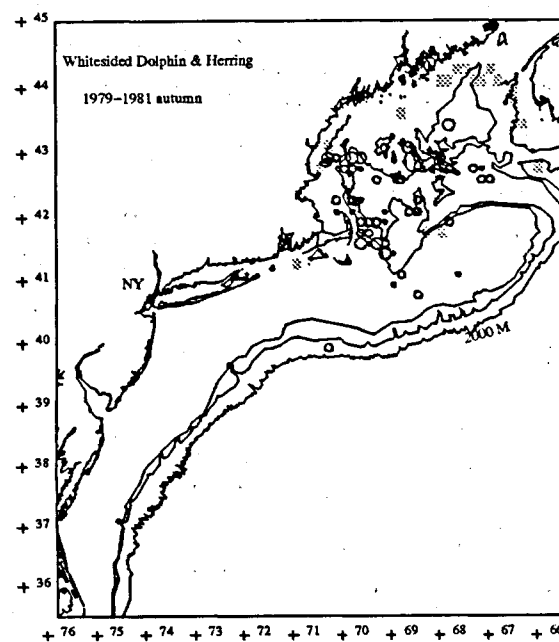 Whitesided Dolphin & Herring
1979–1981 autumn
+ 45
+ 44
+ 43
+ 42
+ 41
+ 40
+ 39
+ 38
+ 37
+ 36
NY
2000 M
+ 76 + 75 + 74 + 73 + 72 + 71 + 70 + 69 + 68 + 67 + 66